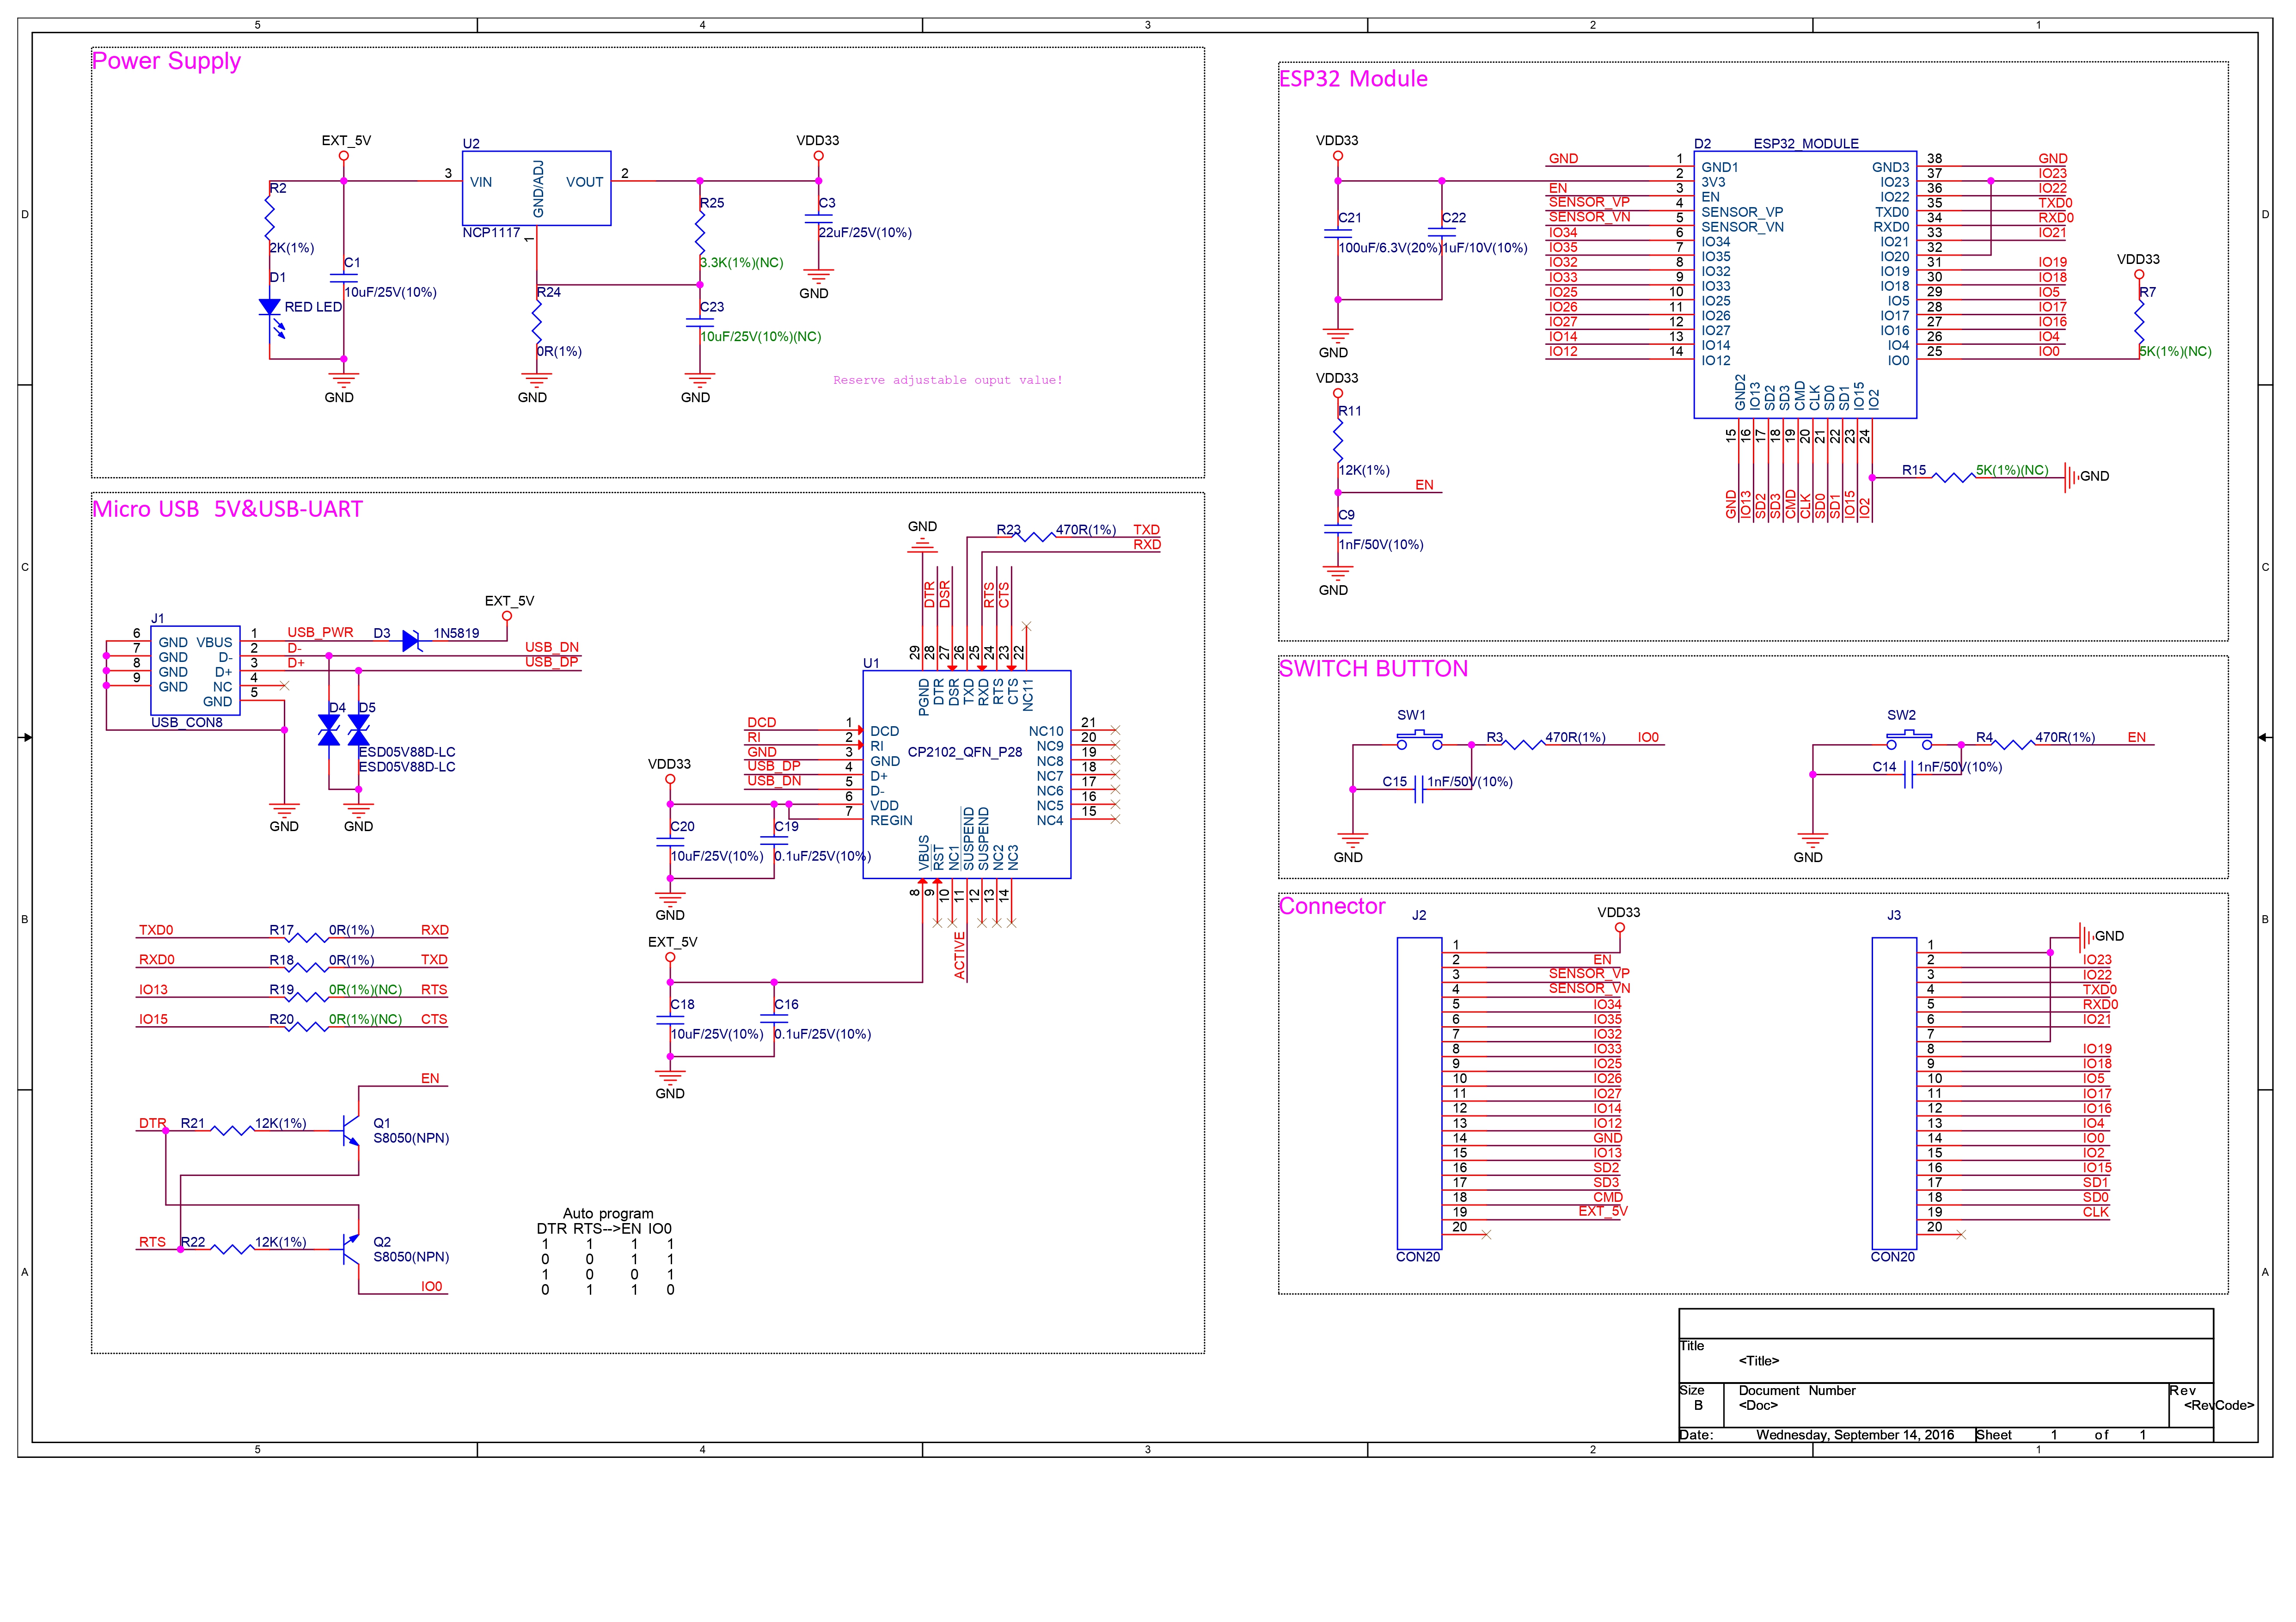 5 4 3 2 1
D
C
B
A
Power Supply
EXT_5V
R2
2K(1%)
D1
RED LED
C1
10uF/25V(10%)
GND
U2
3 VIN
GND/ADJ
VOUT 2
NCP1117
1
R24
0R(1%)
GND
R25
3.3K(1%)(NC)
C23
10uF/25V(10%)(NC)
GND
VDD33
C3
22uF/25V(10%)
GND
Reserve adjustable ouput value!
Micro USB 5V&USB-UART
J1
6 GND VBUS 1 USB_PWR
7 GND D- 2 D-
8 GND D+ 3 D+
9 GND NC 4
GND 5
USB_CON8
D3 1N5819
EXT_5V
USB_DN
USB_DP
D4 D5
ESD05V88D-LC
ESD05V88D-LC
GND
GND
TXD0 R17 0R(1%) RXD
RXD0 R18 0R(1%) TXD
IO13 R19 0R(1%)(NC) RTS
IO15 R20 0R(1%)(NC) CTS
EN
DTR R21 12K(1%) Q1
S8050(NPN)
RTS R22 12K(1%) Q2
S8050(NPN)
IO0
Auto program
DTR RTS-->EN IO0
1 1 1 1
0 0 1 1
1 0 0 1
0 1 1 0
GND
R23 470R(1%) TXD
RXD
DTR
DSR
RTS
CTS
29 28 27 26 25 24 23 22
U1
PGND
DTR
DSR
TXD
RXD
RTS
CTS
NC11
DCD 1 DCD
RI 2 RI
GND 3 GND
USB_DP 4 D+
USB_DN 5 D-
6 VDD
7 REGIN
CP2102_QFN_P28
NC10 21
NC9 20
NC8 19
NC7 18
NC6 17
NC5 16
NC4 15
VBUS
RST
NC1
SUSPEND
SUSPEND
NC2
NC3
8 9 10 11 12 13 14
ACTIVE
VDD33
C20
10uF/25V(10%)
C19
0.1uF/25V(10%)
GND
EXT_5V
C18
10uF/25V(10%)
C16
0.1uF/25V(10%)
GND
ESP32 Module
VDD33
C21
100uF/6.3V(20%)
C22
1uF/10V(10%)
GND
VDD33
R11
12K(1%)
EN
C9
1nF/50V(10%)
GND
D2 ESP32_MODULE
GND 1 GND1
2 3V3
EN 3 EN
SENSOR_VP 4 SENSOR_VP
SENSOR_VN 5 SENSOR_VN
IO34 6 IO34
IO35 7 IO35
IO32 8 IO32
IO33 9 IO33
IO25 10 IO25
IO26 11 IO26
IO27 12 IO27
IO14 13 IO14
IO12 14 IO12
GND3 38 GND
IO23 37 IO23
IO22 36 IO22
TXD0 35 TXD0
RXD0 34 RXD0
IO21 33 IO21
IO20 32
IO19 31 IO19
IO18 30 IO18
IO5 29 IO5
IO17 28 IO17
IO16 27 IO16
IO4 26 IO4
IO0 25 IO0
GND2 15 GND
IO13 16 IO13
SD2 17 SD2
SD3 18 SD3
CMD 19 CMD
CLK 20 CLK
SD0 21 SD0
SD1 22 SD1
IO15 23 IO15
IO2 24 IO2
VDD33
R7
5K(1%)(NC)
R15 5K(1%)(NC) GND
SWITCH BUTTON
SW1
R3 470R(1%) IO0
C15 1nF/50V(10%)
GND
SW2
R4 470R(1%) EN
C14 1nF/50V(10%)
GND
Connector
J2
VDD33
1
2 EN
3 SENSOR_VP
4 SENSOR_VN
5 IO34
6 IO35
7 IO32
8 IO33
9 IO25
10 IO26
11 IO27
12 IO14
13 IO12
14 GND
15 IO13
16 SD2
17 SD3
18 CMD
19 EXT_5V
20
CON20
J3
GND
1
2 IO23
3 IO22
4 TXD0
5 RXD0
6 IO21
7
8 IO19
9 IO18
10 IO5
11 IO17
12 IO16
13 IO4
14 IO0
15 IO2
16 IO15
17 SD1
18 SD0
19 CLK
20
CON20
Title
<Title>
Size Document Number Rev
B <Doc> <RevCode>
Date: Wednesday, September 14, 2016 Sheet 1 of 1
D
C
B
A
5 4 3 2 1